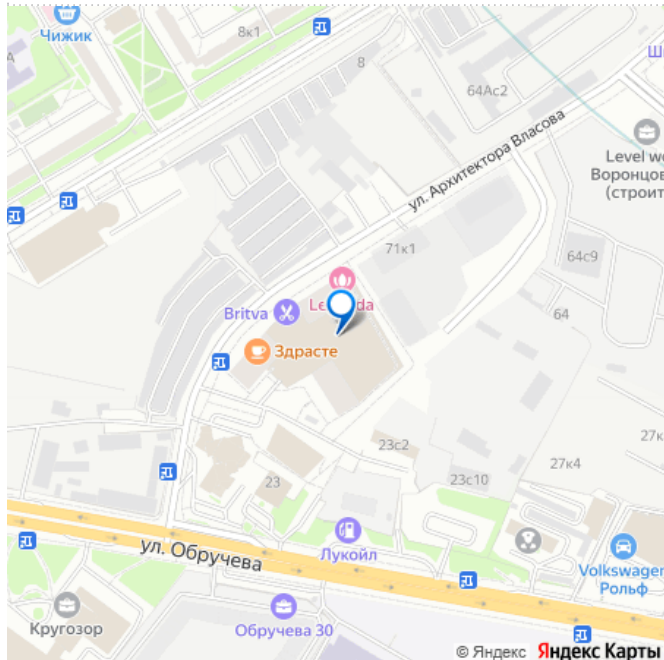 Чижик
8к1
8
64Ас2
ул. Архитектора Власова
Level
Воронцов
(строит
71к1
64с9
Britva
Здрасте
64
23с2
27к
23с10
27к4
23
Лукойл
ул. Обручева
Volkswagen
Рольф
Кругозор
Обручева 30
© Яндекс Яндекс Карты